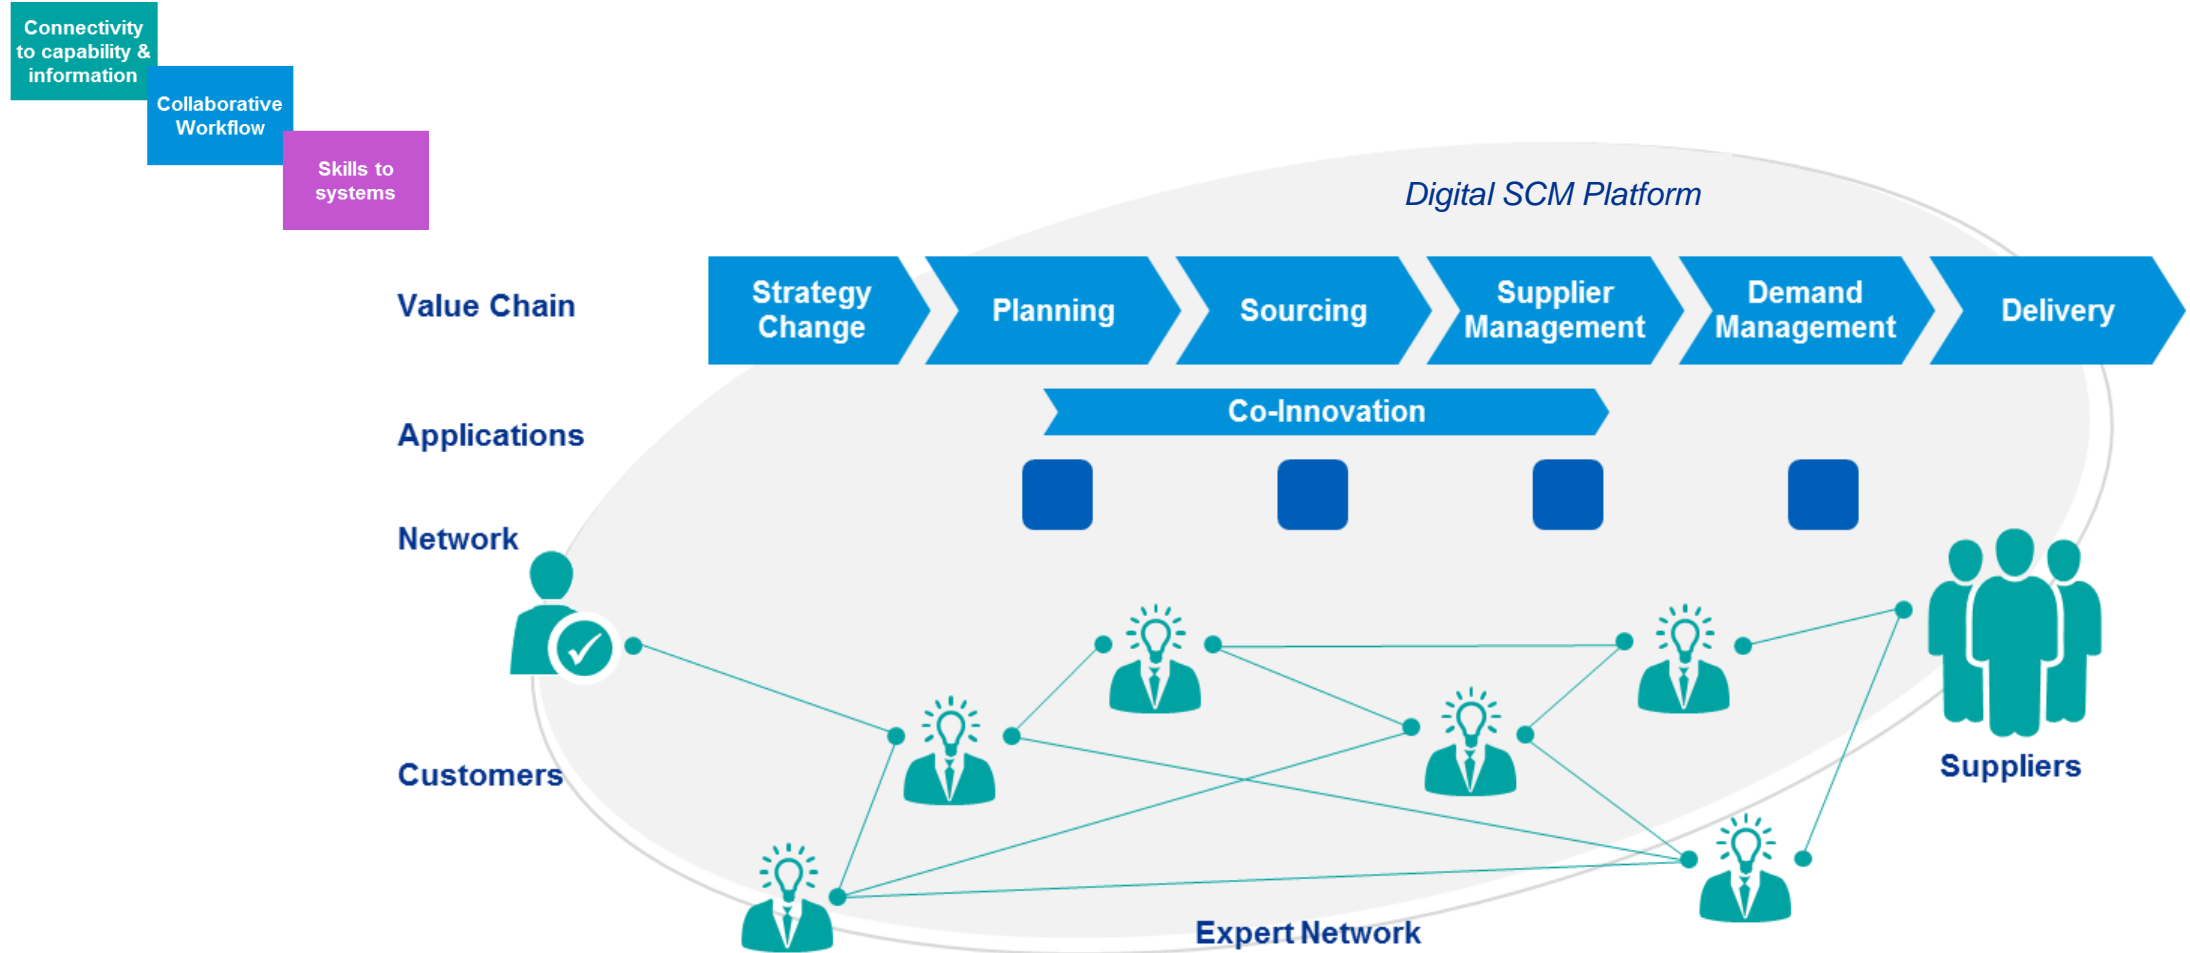 Connectivity
to capability &
information
Collaborative
Workflow
Skills to
systems
Digital SCM Platform
Value Chain
Strategy
Change
Planning
Sourcing
Supplier
Management
Demand
Management
Delivery
Applications
Co-Innovation
Network
Customers
Suppliers
Expert Network